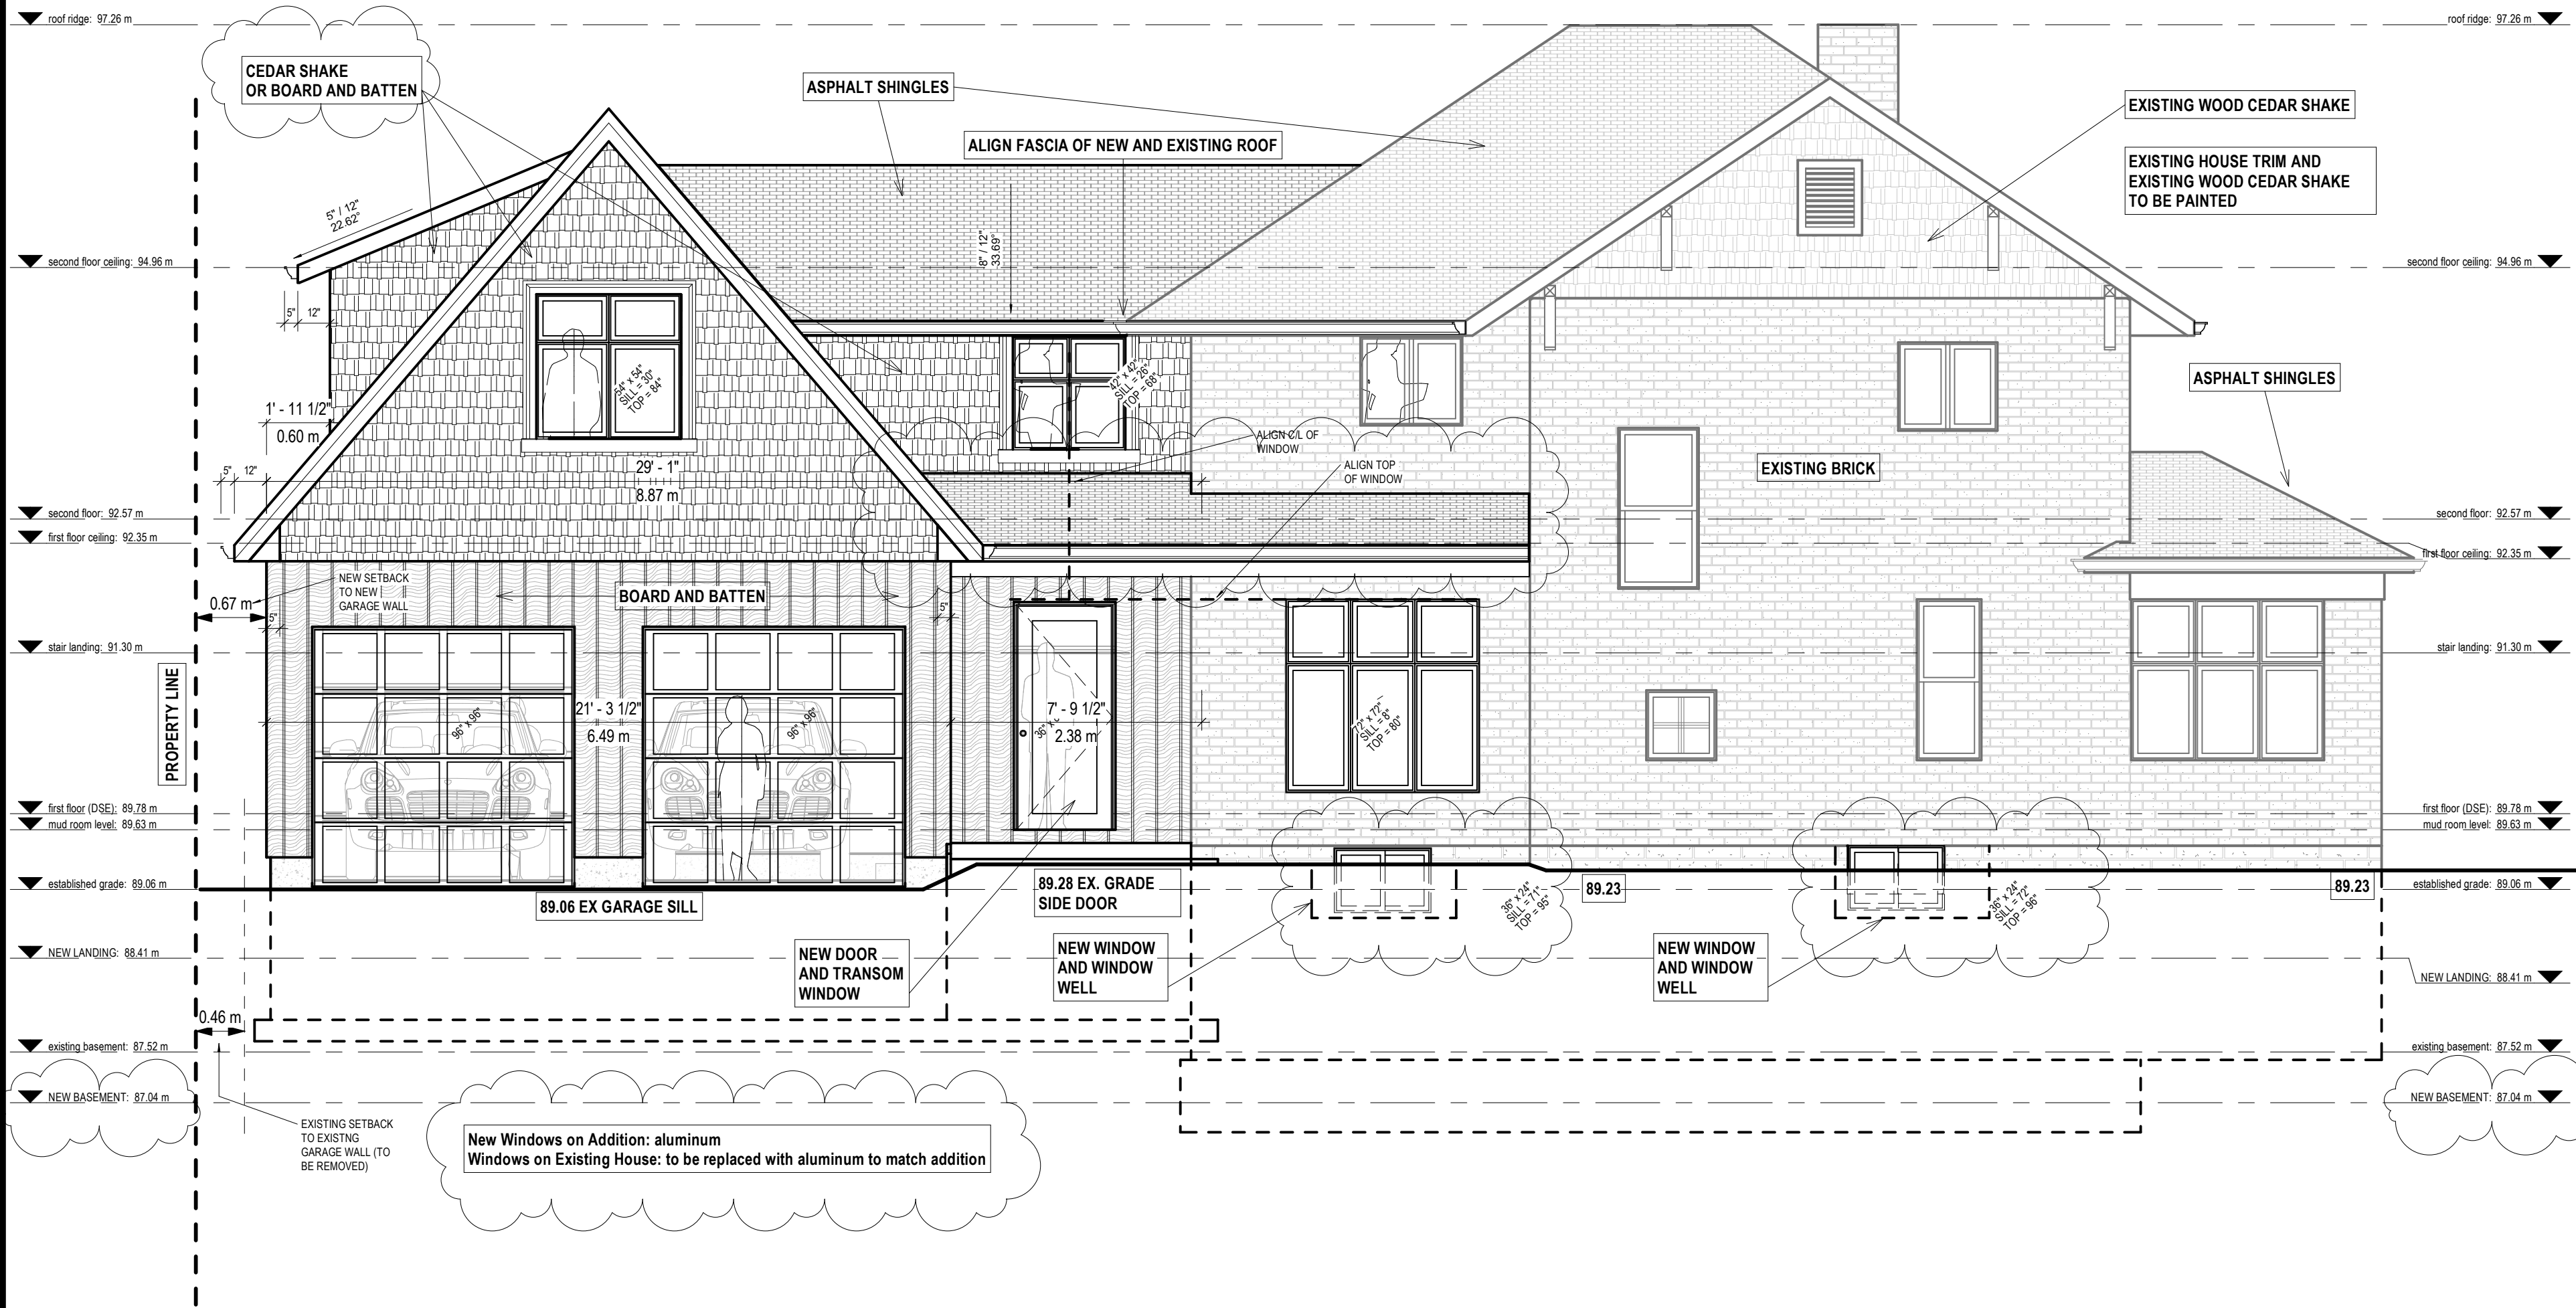 roof ridge: 97.26 m
roof ridge: 97.26 m
CEDAR SHAKE
OR BOARD AND BATTEN
ASPHALT SHINGLES
EXISTING WOOD CEDAR SHAKE
ALIGN FASCIA OF NEW AND EXISTING ROOF
EXISTING HOUSE TRIM AND
EXISTING WOOD CEDAR SHAKE
TO BE PAINTED
5" / 12"
22.62°
8" / 12"
33.69°
second floor ceiling: 94.96 m
second floor ceiling: 94.96 m
5"
12"
54" x 54"
SILL = 30"
TOP = 84"
42" x 42"
SILL = 26"
TOP = 68"
ASPHALT SHINGLES
1' - 11 1/2"
0.60 m
ALIGN C/L OF
WINDOW
5"
12"
29' - 1"
8.87 m
ALIGN TOP
OF WINDOW
EXISTING BRICK
second floor: 92.57 m
second floor: 92.57 m
first floor ceiling: 92.35 m
first floor ceiling: 92.35 m
NEW SETBACK
TO NEW
GARAGE WALL
0.67 m
BOARD AND BATTEN
5"
5"
stair landing: 91.30 m
stair landing: 91.30 m
PROPERTY LINE
96" x 96"
21' - 3 1/2"
6.49 m
96" x 96"
36" x
7' - 9 1/2"
2.38 m
72" x 72"
SILL = 8"
TOP = 80"
first floor (DSE): 89.78 m
first floor (DSE): 89.78 m
mud room level: 89.63 m
mud room level: 89.63 m
established grade: 89.06 m
established grade: 89.06 m
89.06 EX GARAGE SILL
89.28 EX. GRADE
SIDE DOOR
36" x 24"
SILL = 71"
TOP = 95"
89.23
36" x 24"
SILL = 72"
TOP = 96"
89.23
NEW LANDING: 88.41 m
NEW LANDING: 88.41 m
NEW DOOR
AND TRANSOM
WINDOW
NEW WINDOW
AND WINDOW
WELL
NEW WINDOW
AND WINDOW
WELL
0.46 m
existing basement: 87.52 m
existing basement: 87.52 m
NEW BASEMENT: 87.04 m
NEW BASEMENT: 87.04 m
EXISTING SETBACK
TO EXISTNG
GARAGE WALL (TO
BE REMOVED)
New Windows on Addition: aluminum
Windows on Existing House: to be replaced with aluminum to match addition